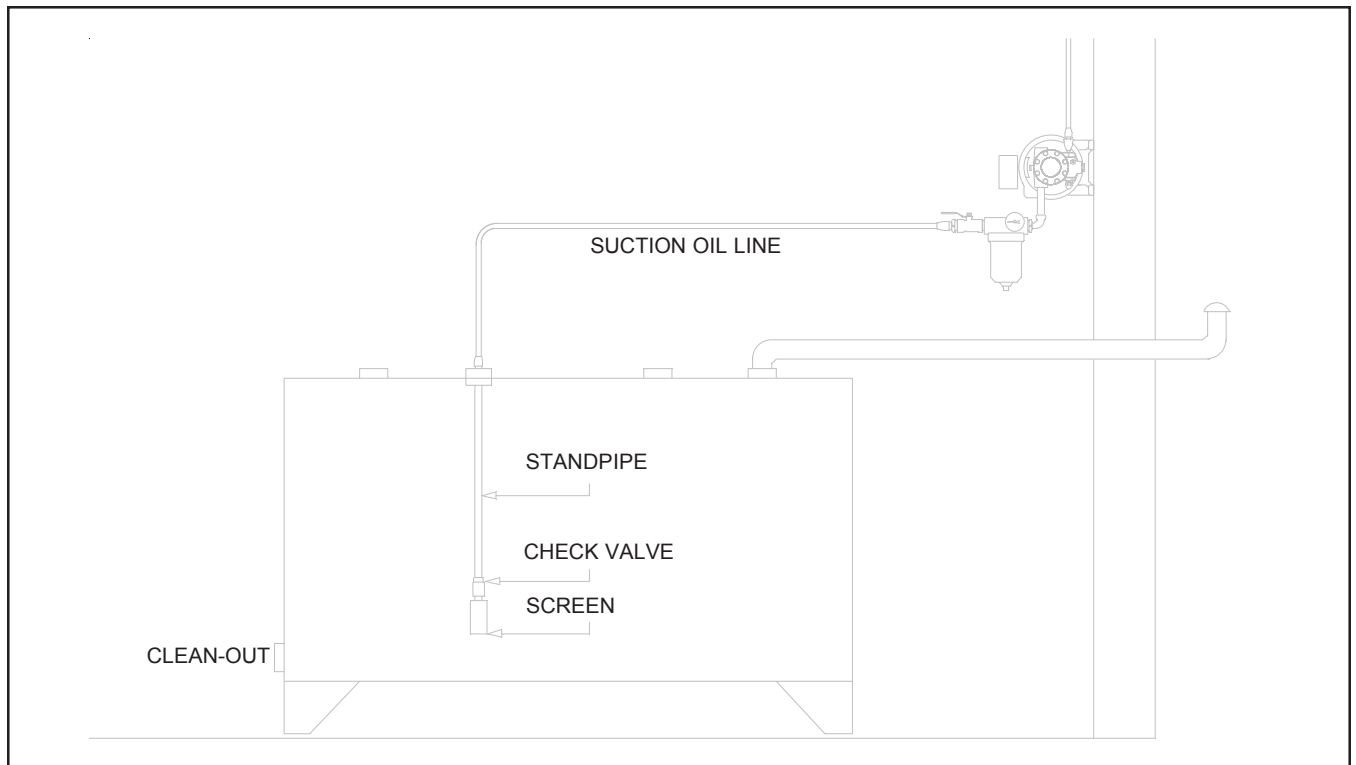 SUCTION OIL LINE
STANDPIPE
CHECK VALVE
SCREEN
CLEAN-OUT